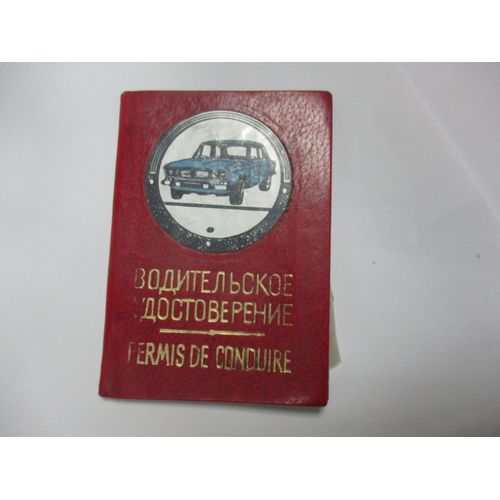 ВОДИТЕЛЬСКОЕ
УДОСТОВЕРЕНИЕ
PERMIS DE CONDUIRE